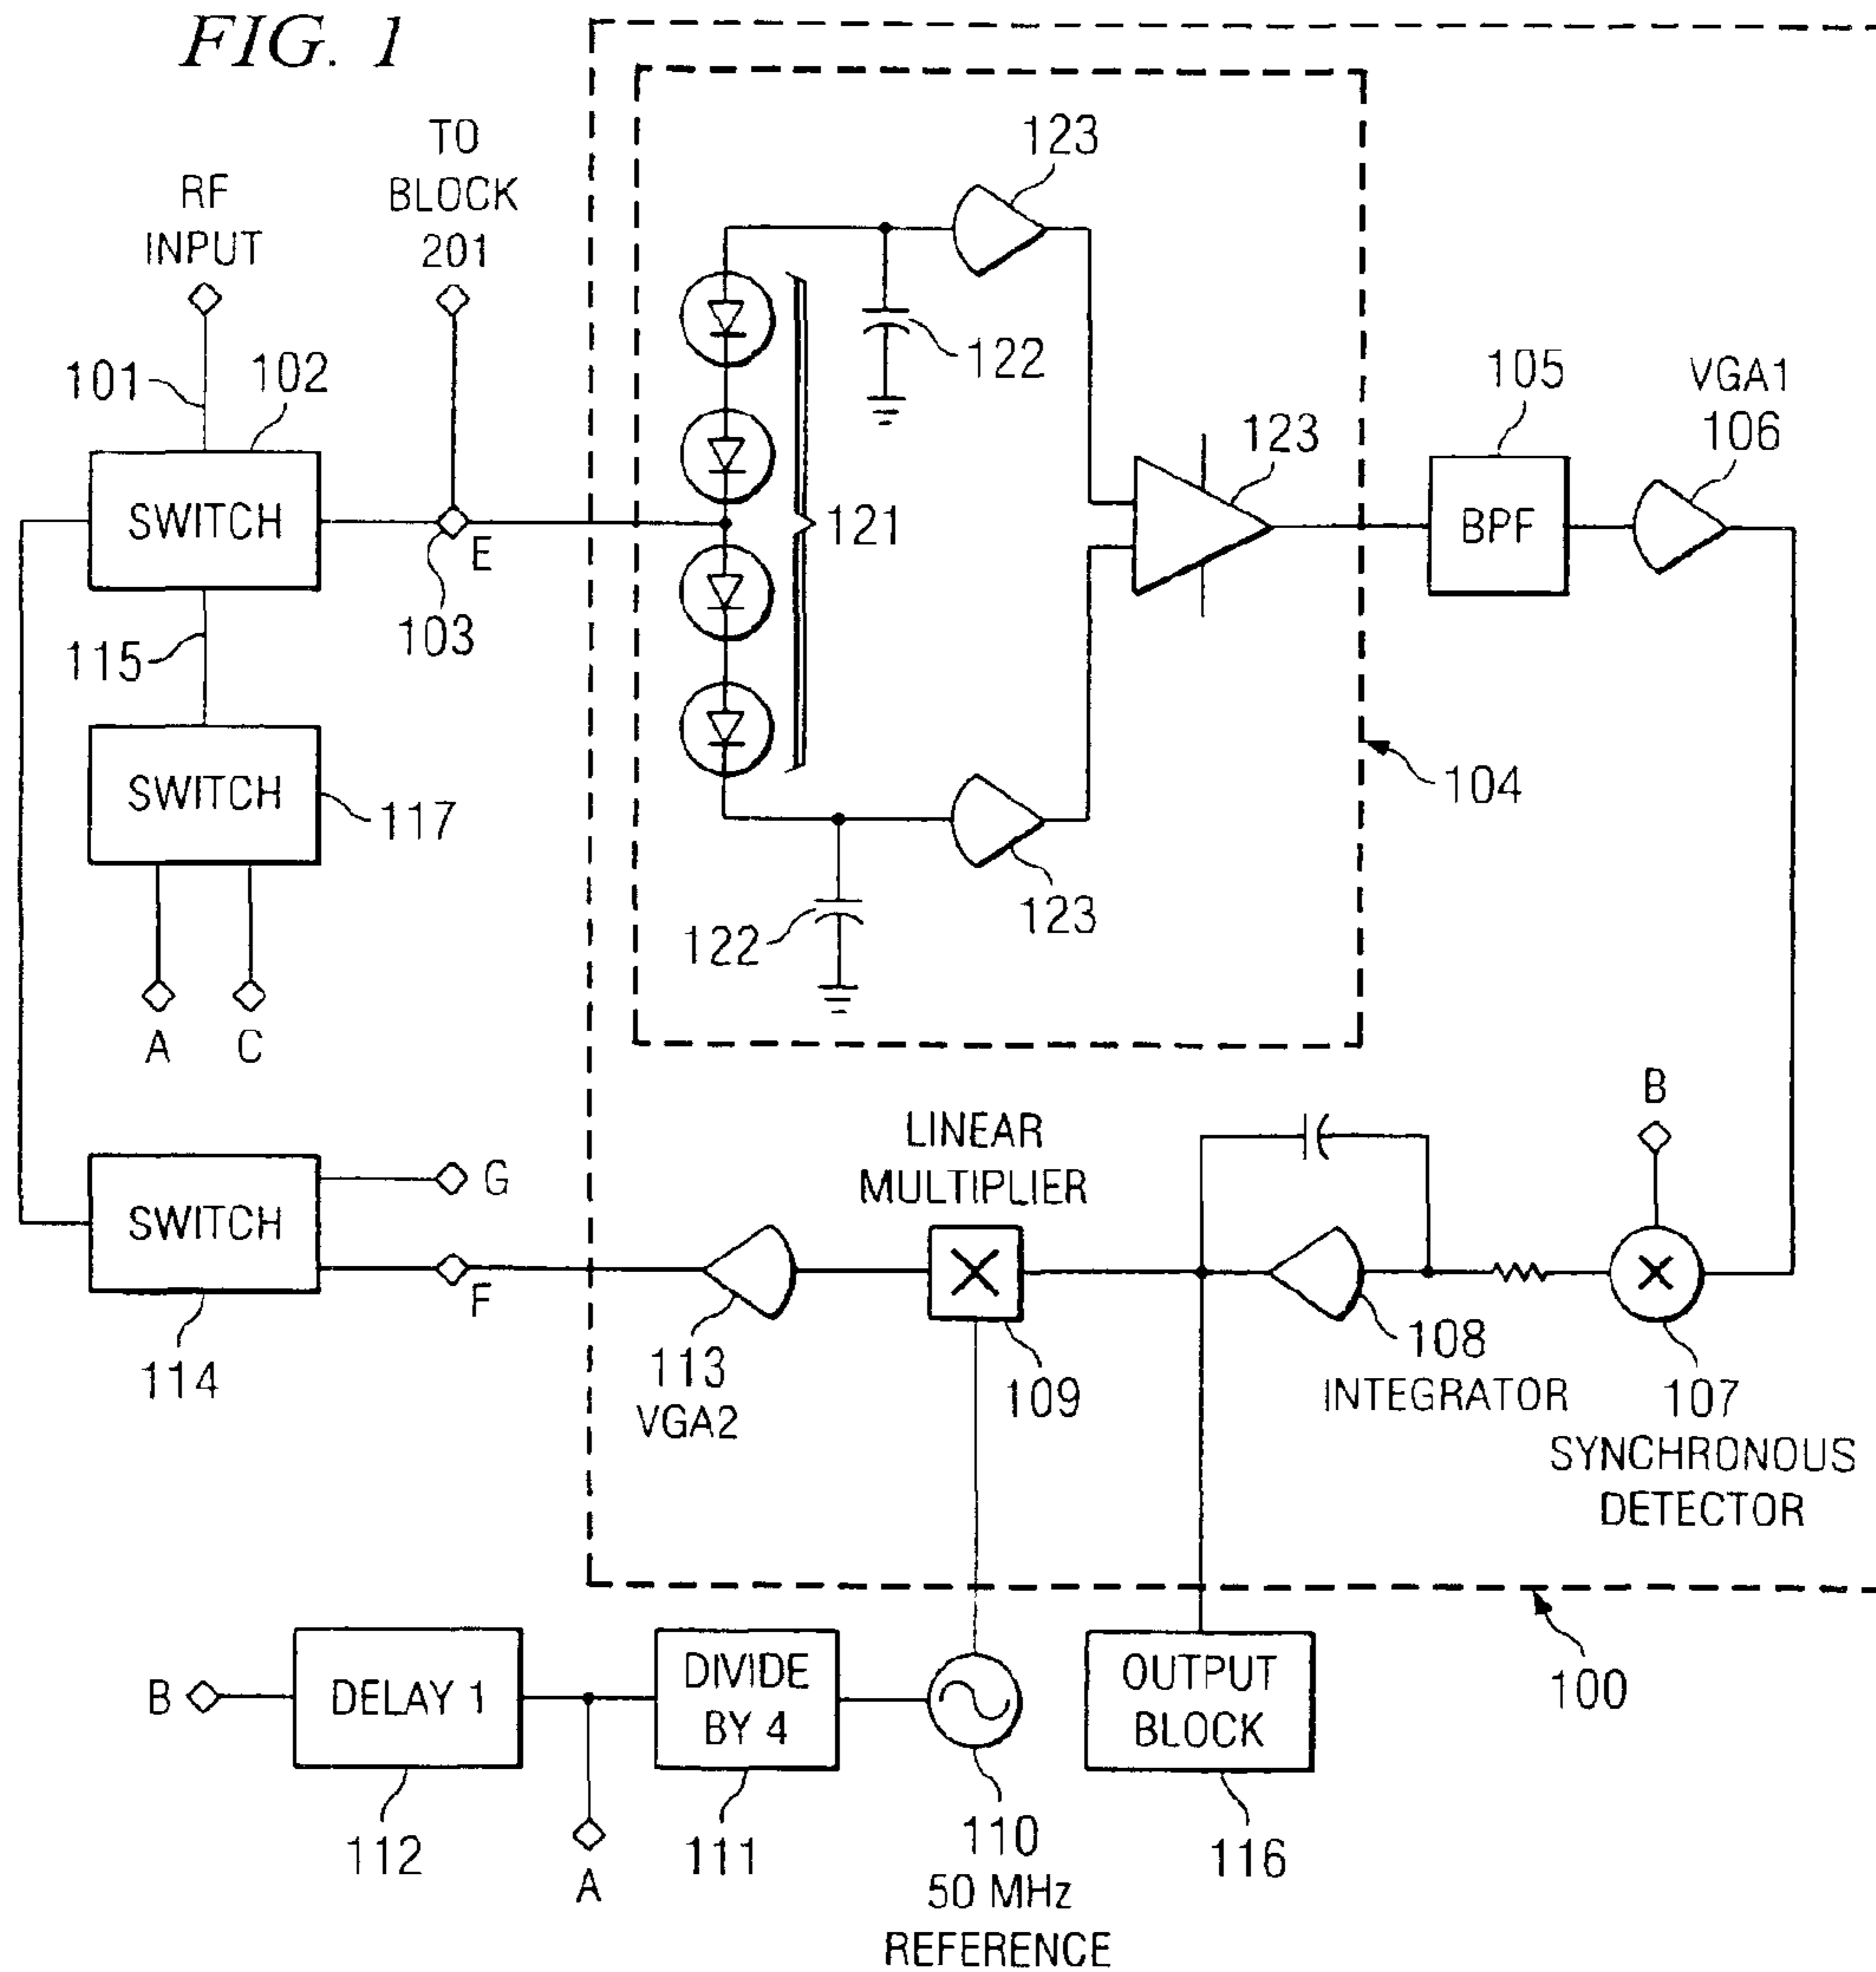 FIG. 1
RF
INPUT
TO
BLOCK
201
101
102
SWITCH
E
103
115
SWITCH
117
A
C
123
122
121
123
123
122
104
105
BPF
VGA1
106
SWITCH
G
F
114
LINEAR
MULTIPLIER
B
113
VGA2
109
108
INTEGRATOR
107
SYNCHRONOUS
DETECTOR
B
DELAY 1
112
A
DIVIDE
BY 4
111
110
50 MHz
REFERENCE
OUTPUT
BLOCK
116
100